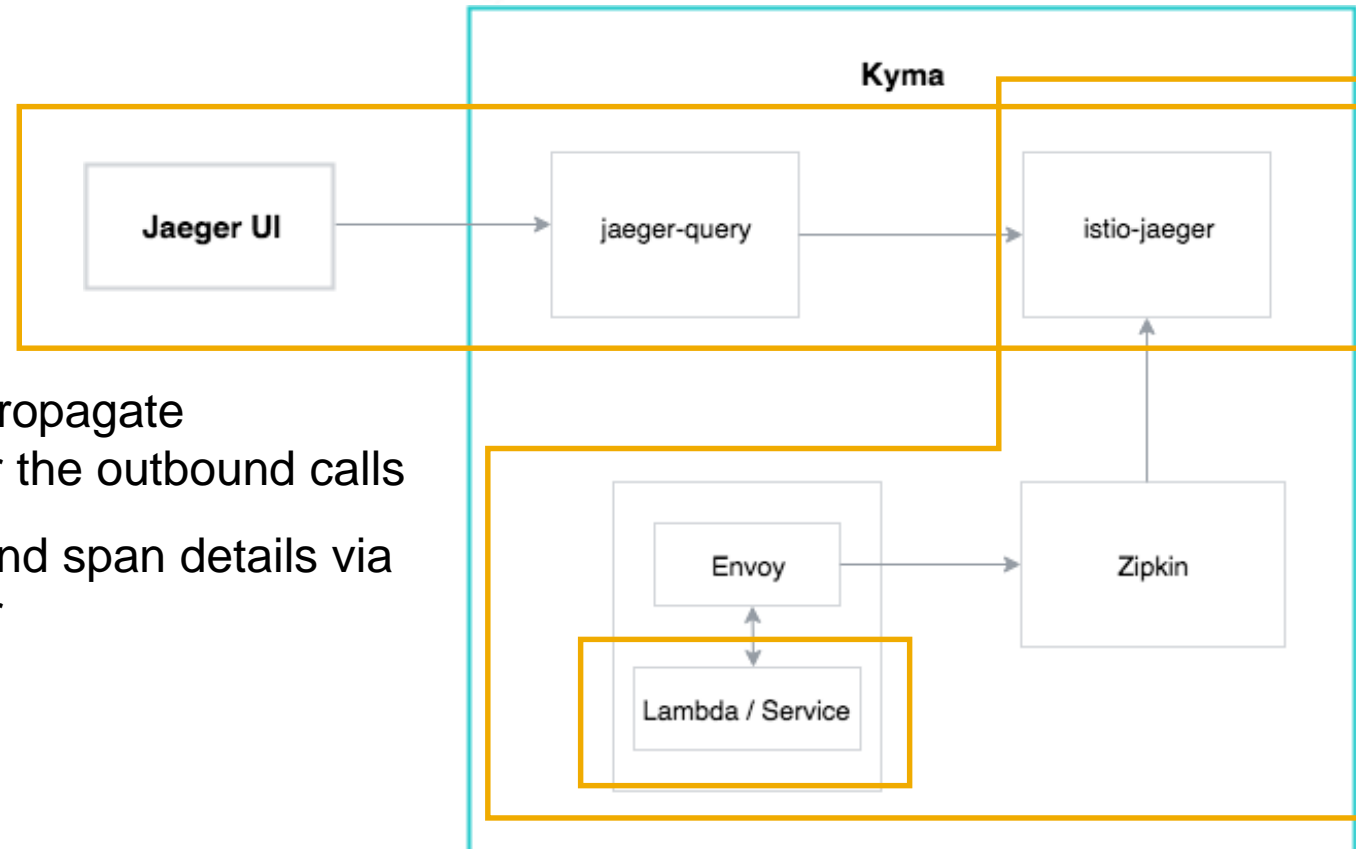 Kyma
Jaeger UI
jaeger-query
istio-jaeger
ropagate
r the outbound calls
nd span details via
Envoy
Zipkin
Lambda / Service